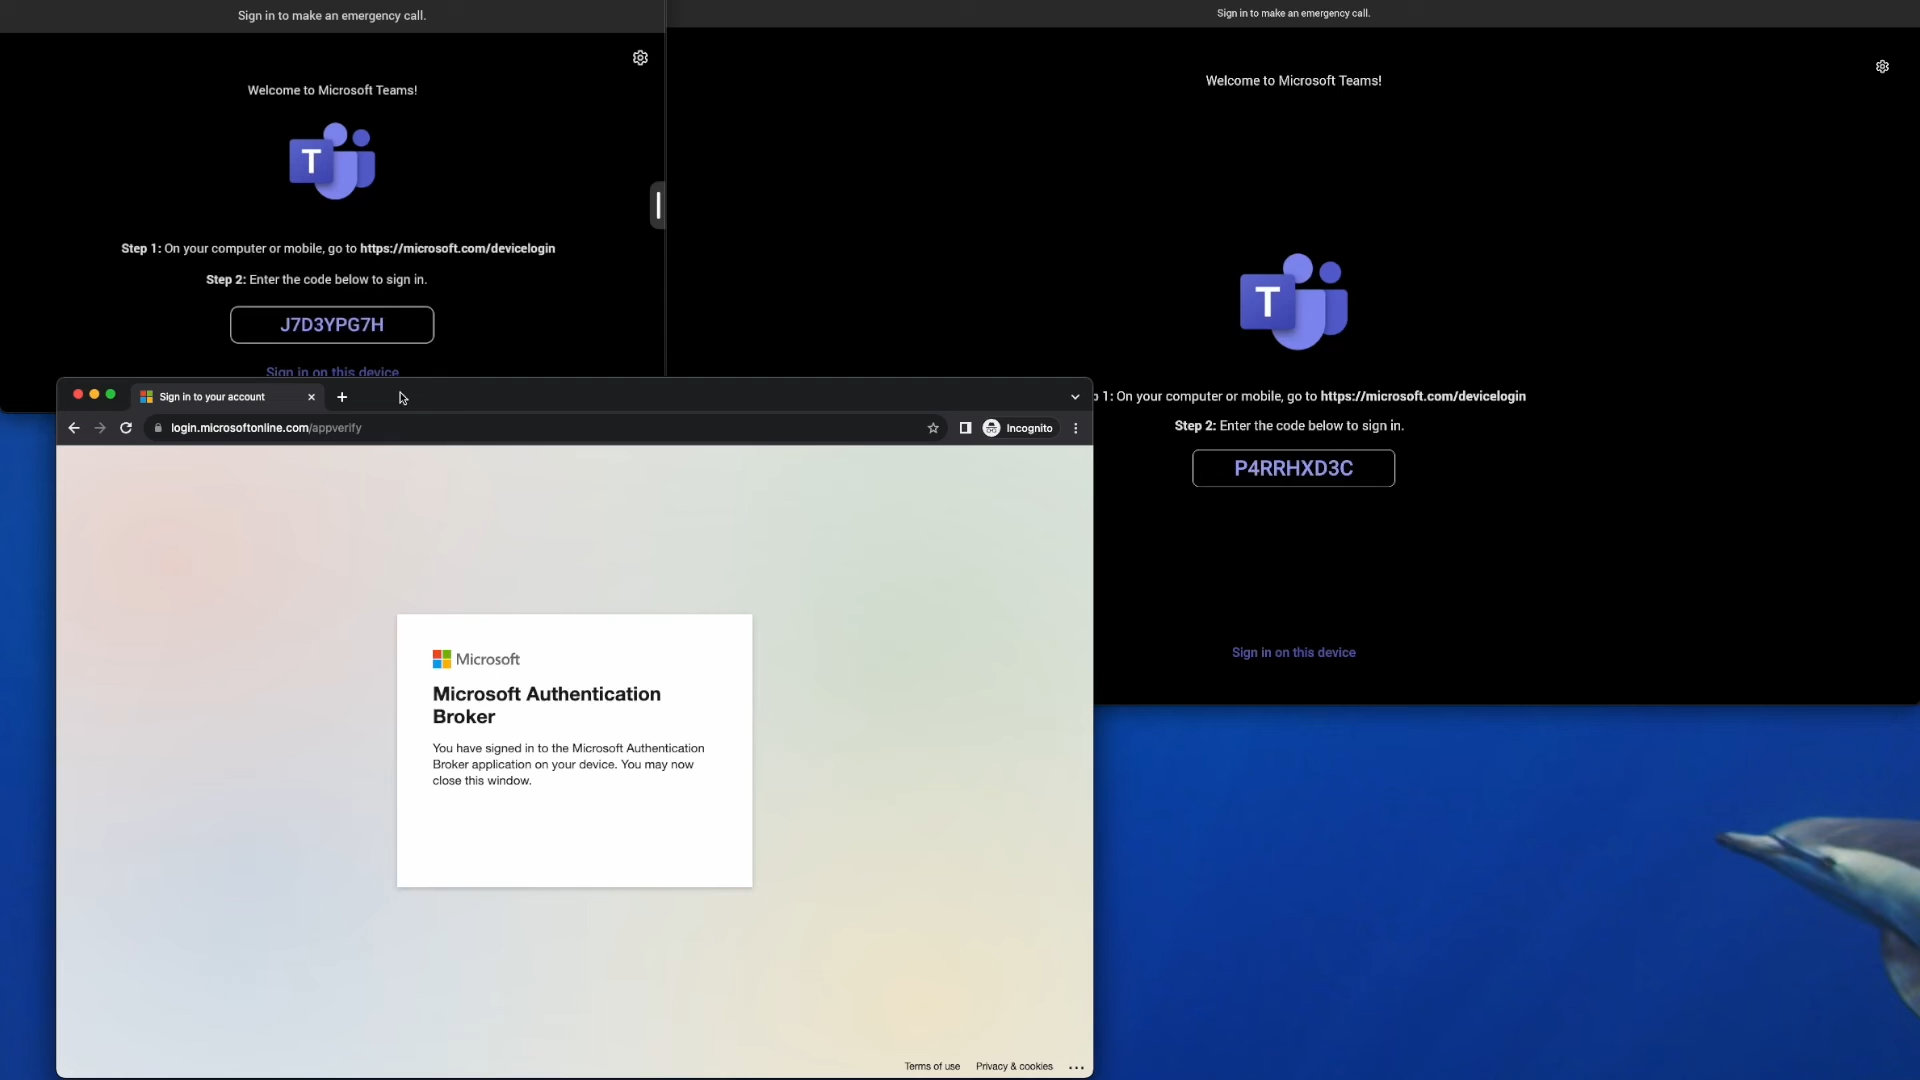 Sign in to make an emergency call.
Welcome to Microsoft Teams!
T
Step 1: On your computer or mobile, go to https://microsoft.com/devicelogin
Step 2: Enter the code below to sign in.
J7D3YPG7H
Sign in on this device
Sign in to make an emergency call.
Welcome to Microsoft Teams!
T
1: On your computer or mobile, go to https://microsoft.com/devicelogin
Step 2: Enter the code below to sign in.
P4RRHXD3C
Sign in on this device
Sign in to your account
login.microsoftonline.com/appverify
Incognito
Microsoft
Microsoft Authentication
Broker
You have signed in to the Microsoft Authentication
Broker application on your device. You may now
close this window.
Terms of use Privacy & cookies ...